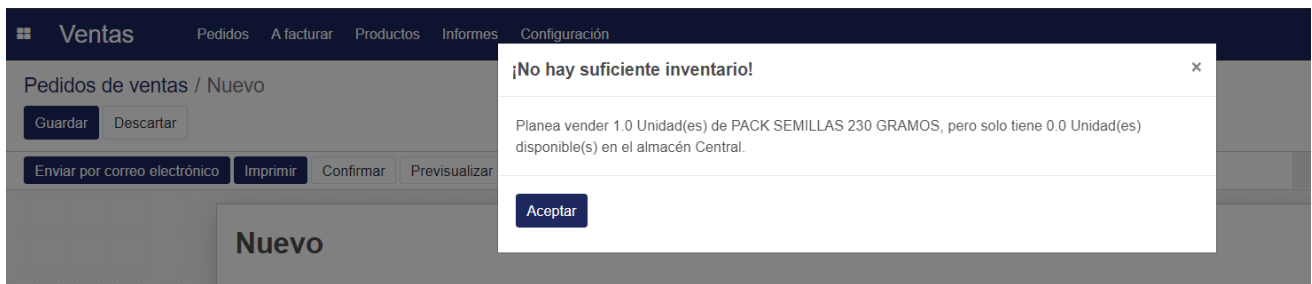 Ventas Pedidos A facturar Productos Informes Configuración
Pedidos de ventas / Nuevo
Guardar Descartar
Enviar por correo electrónico Imprimir Confirmar Previsualizar
Nuevo
¡No hay suficiente inventario! ×
Planea vender 1.0 Unidad(es) de PACK SEMILLAS 230 GRAMOS, pero solo tiene 0.0 Unidad(es)
disponible(s) en el almacén Central.
Aceptar